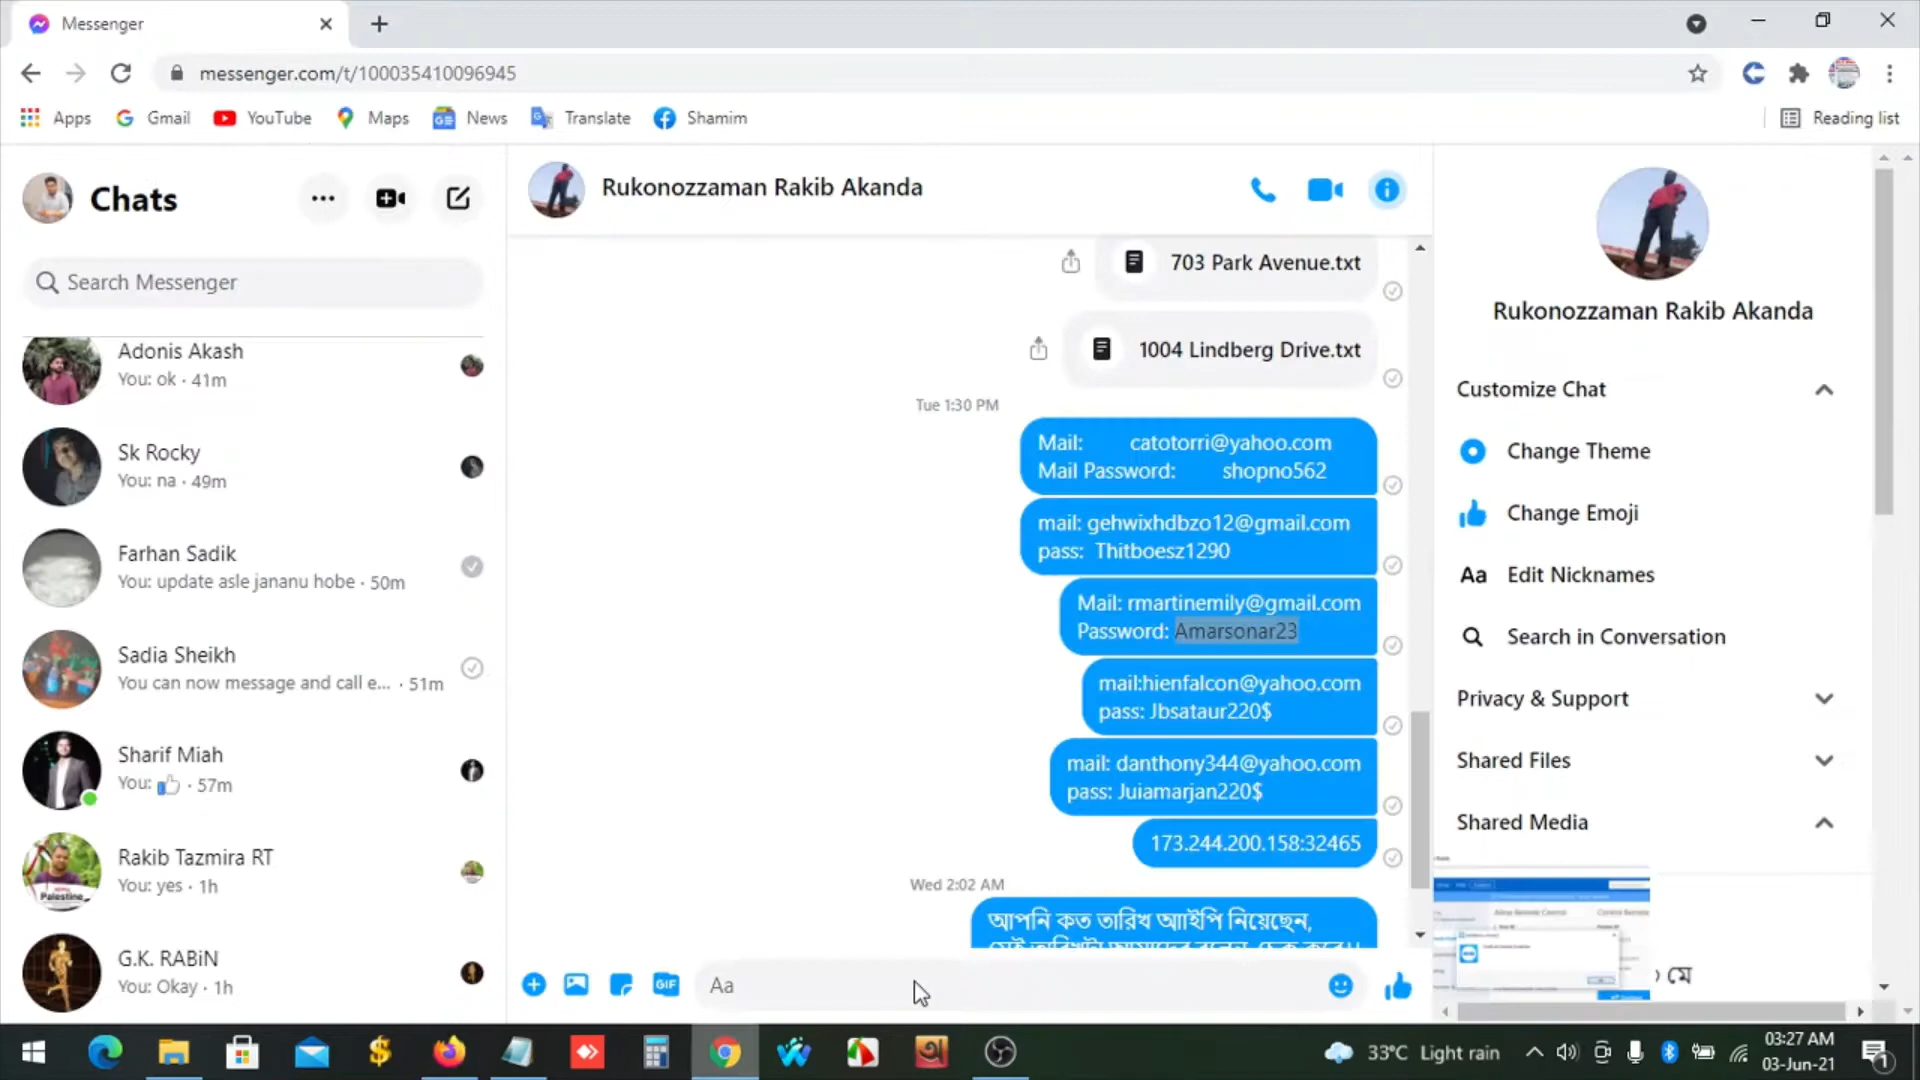 Messenger
messenger.com/t/100035410096945
Apps
Gmail
YouTube
Maps
News
Translate
Shamim
Reading list
Chats
Search Messenger
Adonis Akash
You: ok · 41m
Sk Rocky
You: na · 49m
Farhan Sadik
You: update asle jananu hobe · 50m
Sadia Sheikh
You can now message and call e... · 51m
Sharif Miah
You: 👍 · 57m
Rakib Tazmira RT
You: yes · 1h
G.K. RABiN
You: Okay · 1h
Rukonozzaman Rakib Akanda
703 Park Avenue.txt
1004 Lindberg Drive.txt
Tue 1:30 PM
Mail: catotorri@yahoo.com
Mail Password: shopno562
mail: gehwixhdbzo12@gmail.com
pass: Thitboesz1290
Mail: rmartinemily@gmail.com
Password: Amarsonar23
mail:hienfalcon@yahoo.com
pass: Jbsataur220$
mail: danthony344@yahoo.com
pass: Juiamarjan220$
173.244.200.158:32465
Wed 2:02 AM
আপনি কত তারিখ আইপি নিয়েছেন,
GIF
Aa
Rukonozzaman Rakib Akanda
Customize Chat
Change Theme
Change Emoji
Aa Edit Nicknames
Search in Conversation
Privacy & Support
Shared Files
Shared Media
মে
33°C Light rain
03:27 AM
03-Jun-21
1